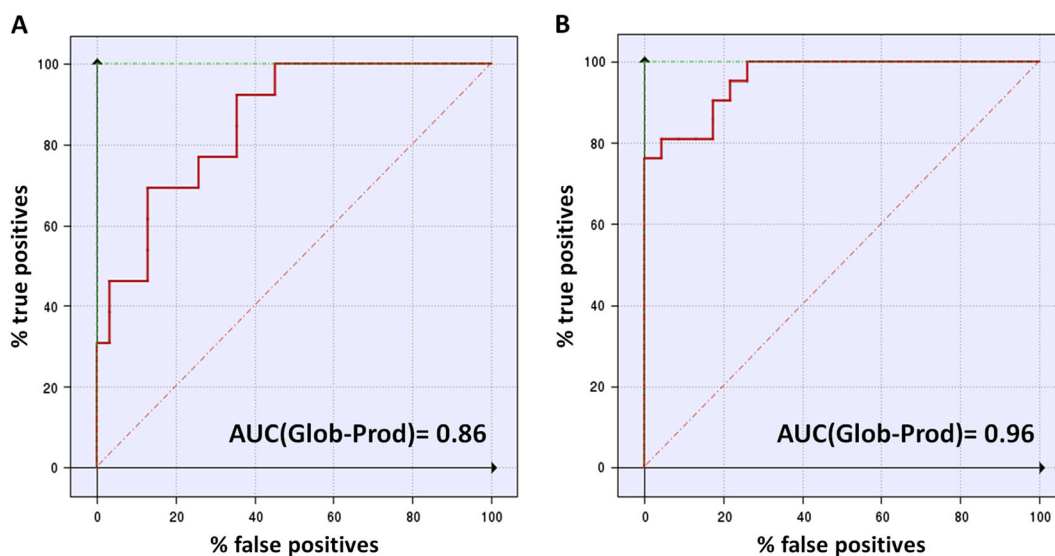 A
100
80
60
40
20
0
% true positives
AUC(Glob-Prod)= 0.86
0 20 40 60 80 100
% false positives
B
100
80
60
40
20
0
% true positives
AUC(Glob-Prod)= 0.96
0 20 40 60 80 100
% false positives